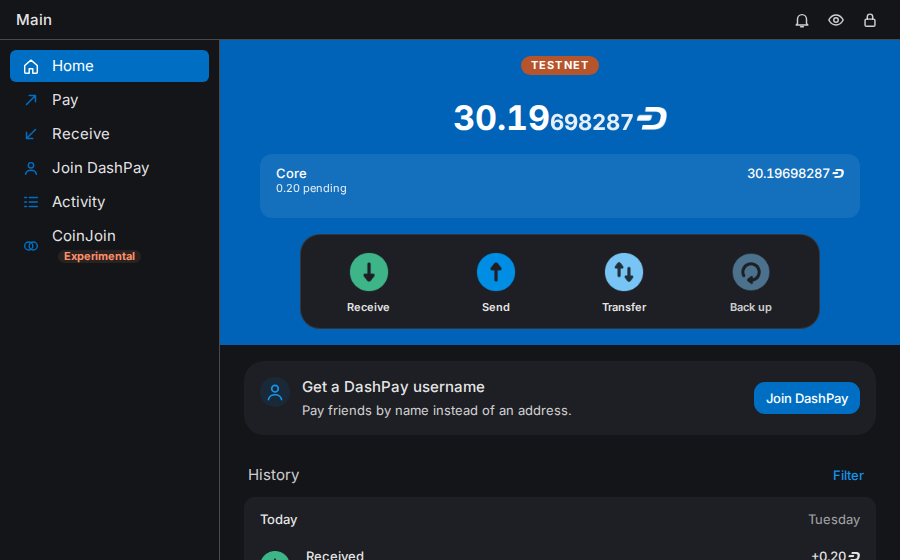 Main
Home
Pay
Receive
Join DashPay
Activity
CoinJoin
Experimental
TESTNET
30.19698287
Core
30.19698287
0.20 pending
Receive
Send
Transfer
Back up
Get a DashPay username
Pay friends by name instead of an address.
Join DashPay
History
Filter
Today
Tuesday
Received
+0.20